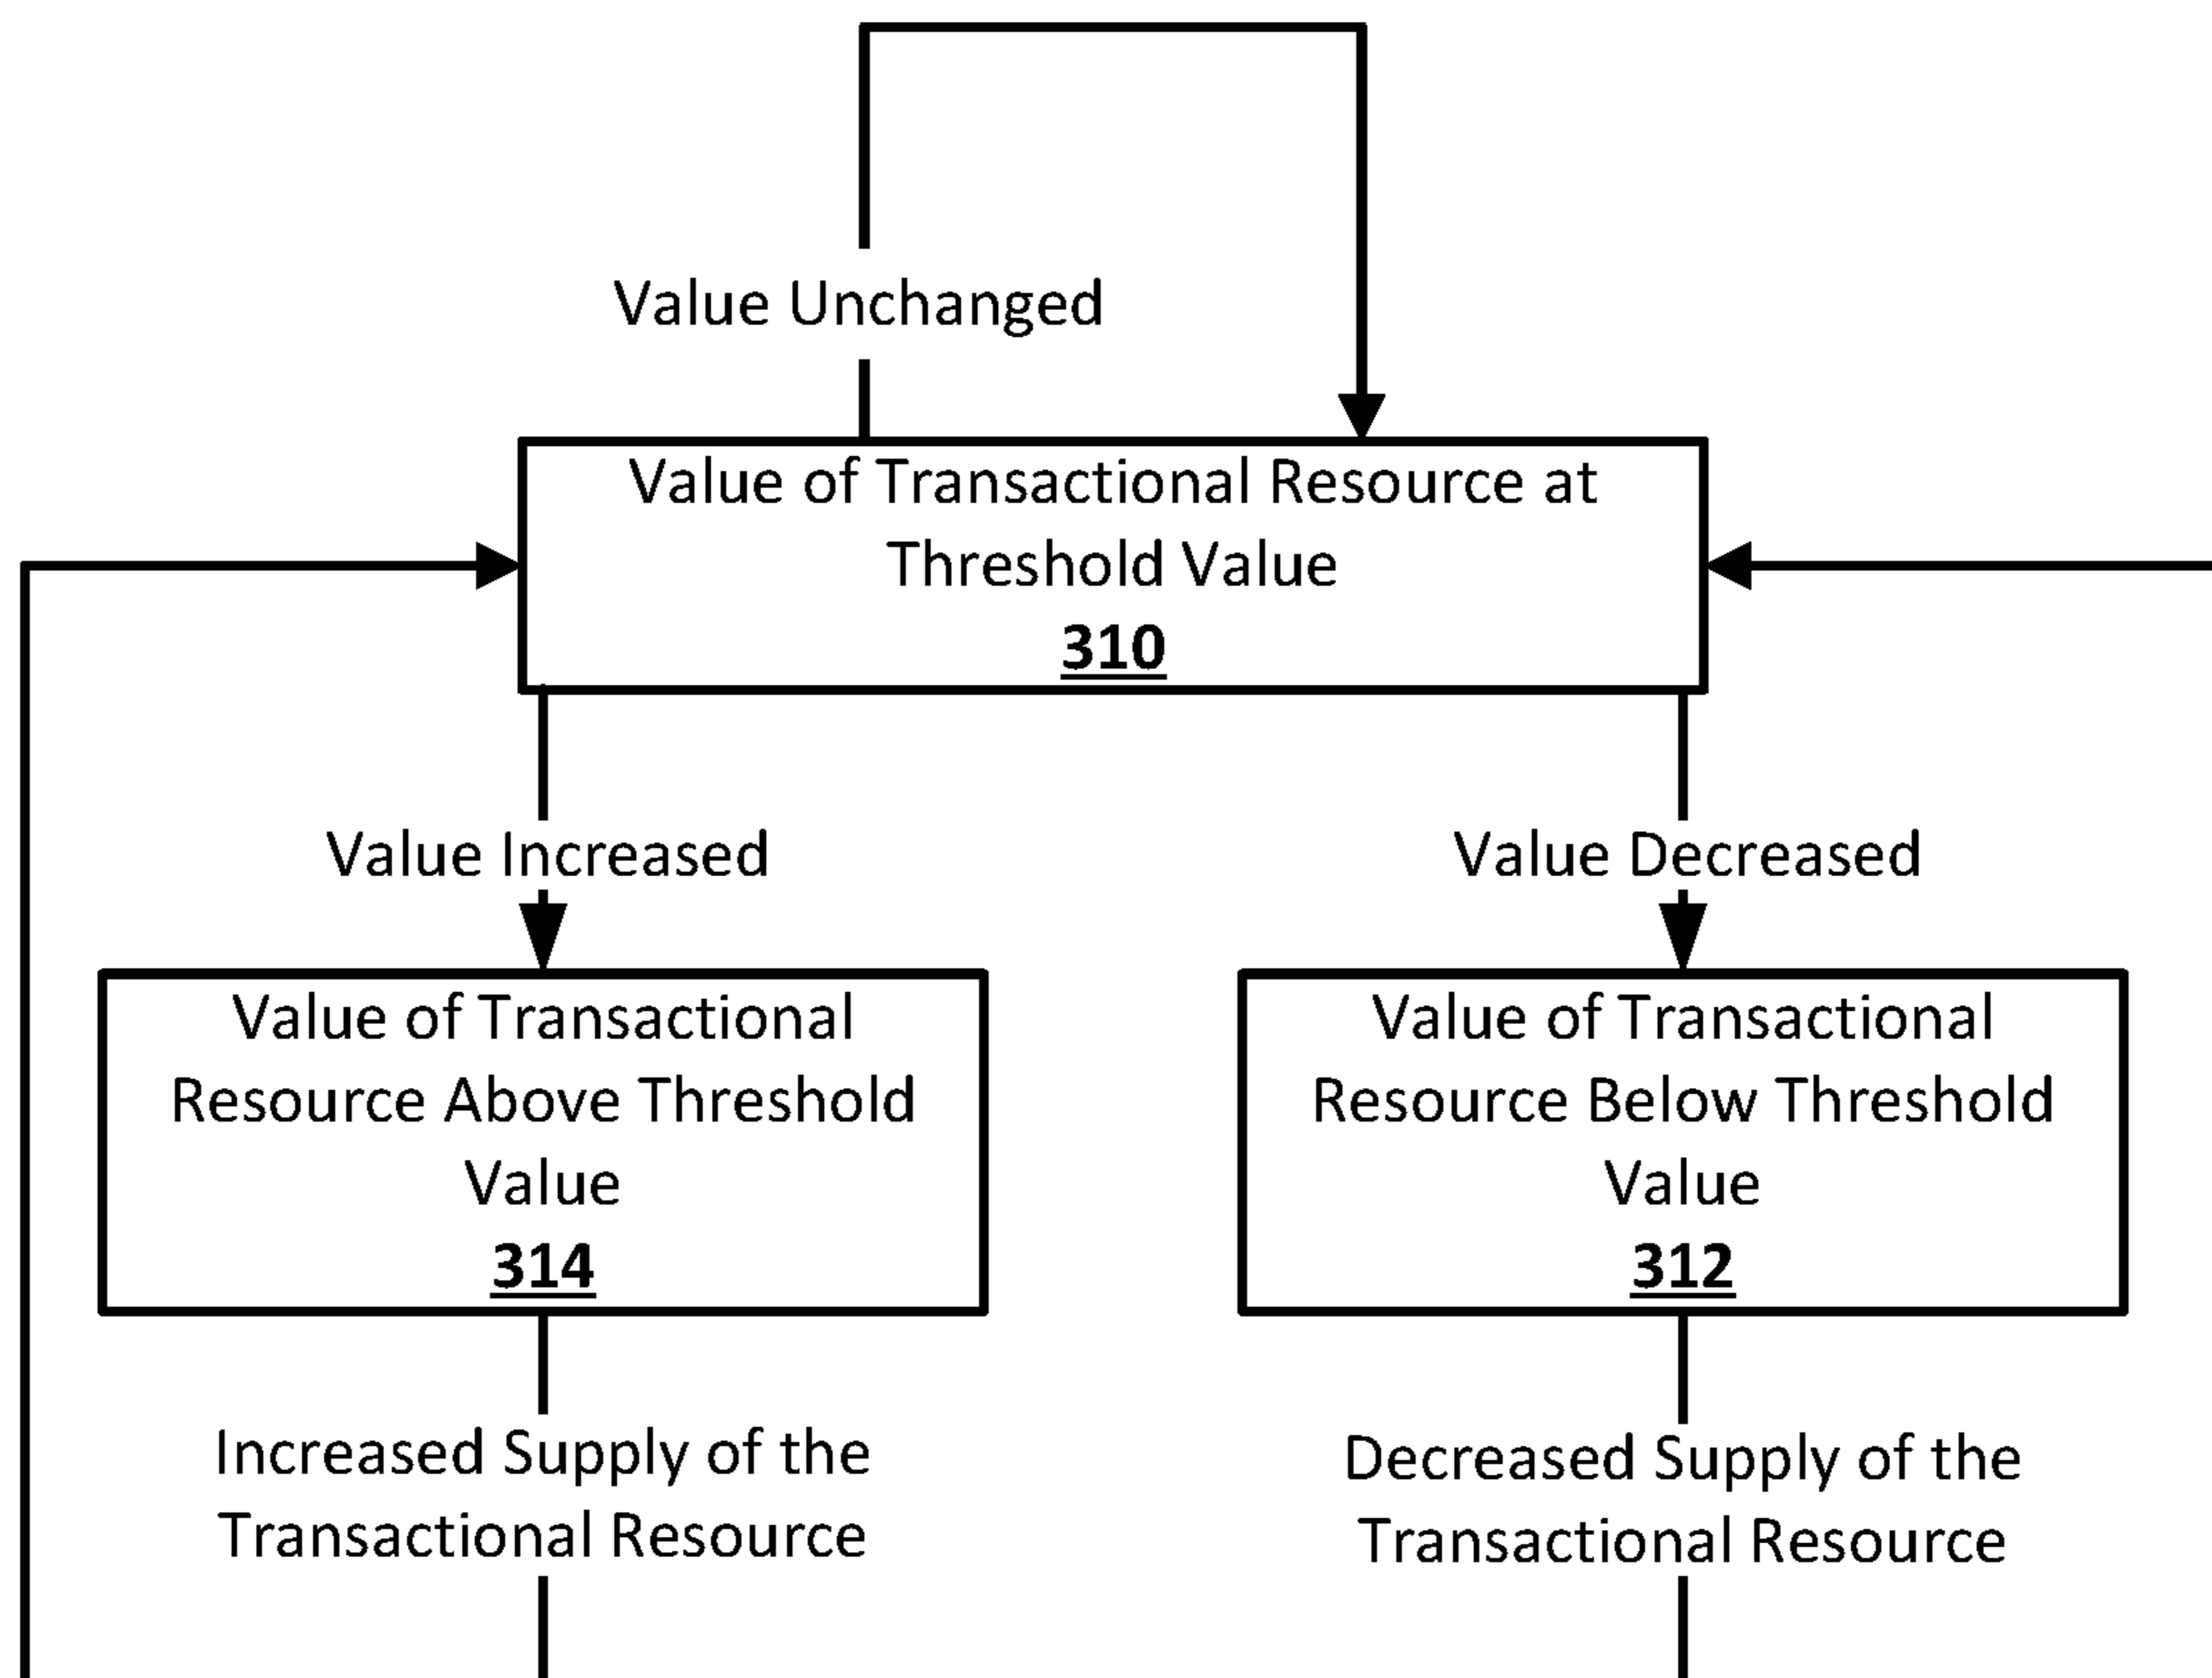 Value Unchanged
Value of Transactional Resource at
Threshold Value
310
Value Increased
Value Decreased
Value of Transactional
Resource Above Threshold
Value
314
Value of Transactional
Resource Below Threshold
Value
312
Increased Supply of the
Transactional Resource
Decreased Supply of the
Transactional Resource